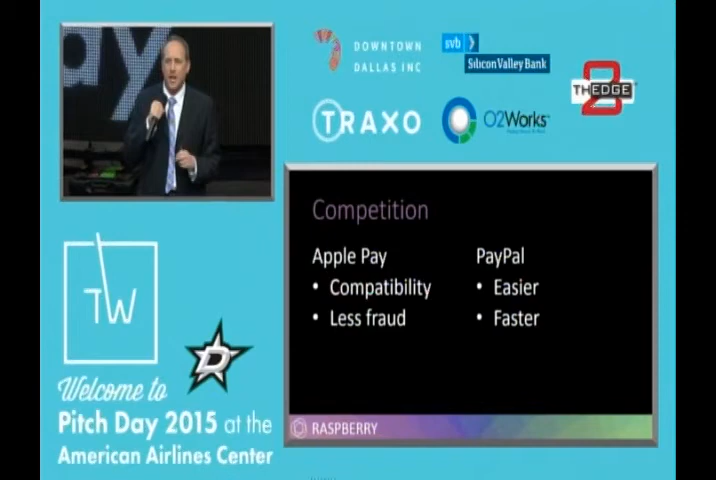 ay
DOWNTOWN
DALLAS INC
svb
Silicon Valley Bank
TRAXO
O2Works
THE EDGE
Competition
Apple Pay
• Compatibility
• Less fraud
PayPal
• Easier
• Faster
RASPBERRY
TW
D
Welcome to
Pitch Day 2015 at the
American Airlines Center